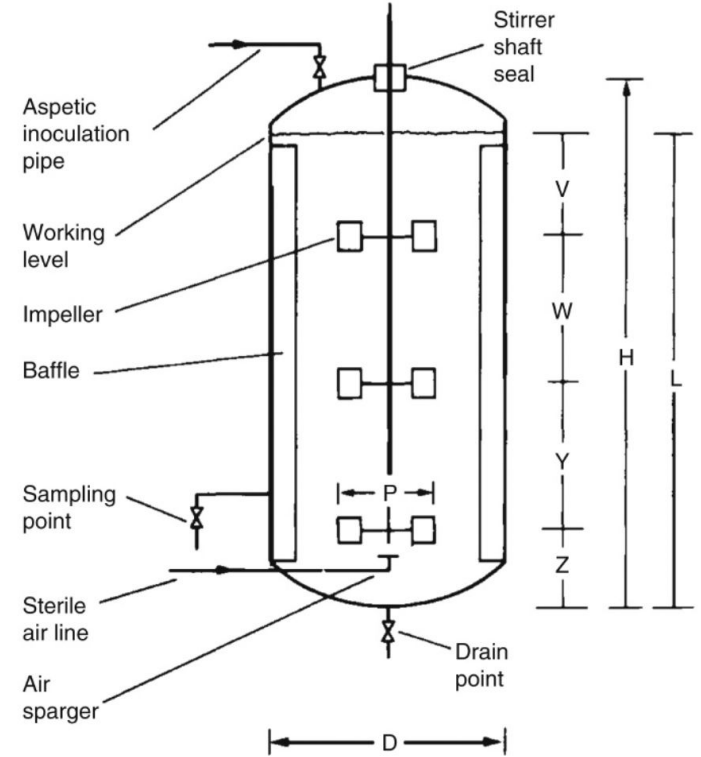 Stirrer
shaft
seal
Aspetic
inoculation
pipe
V
Working
level
Impeller
W
H
Baffle
L
Y
Sampling
point
P
Z
Sterile
air line
Drain
point
Air
sparger
D